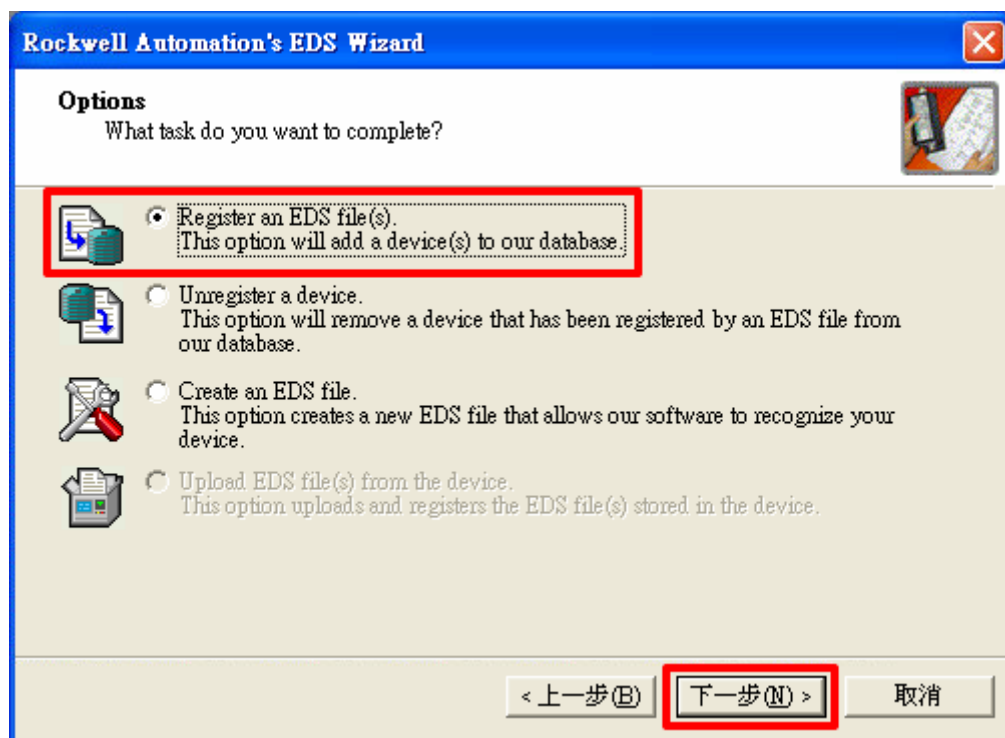 Rockwell Automation's EDS Wizard
Options
What task do you want to complete?
Register an EDS file(s).
This option will add a device(s) to our database.
Unregister a device.
This option will remove a device that has been registered by an EDS file from
our database.
Create an EDS file.
This option creates a new EDS file that allows our software to recognize your
device.
Upload EDS file(s) from the device.
This option uploads and registers the EDS file(s) stored in the device.
<上一步(B)
下一步(N)>
取消